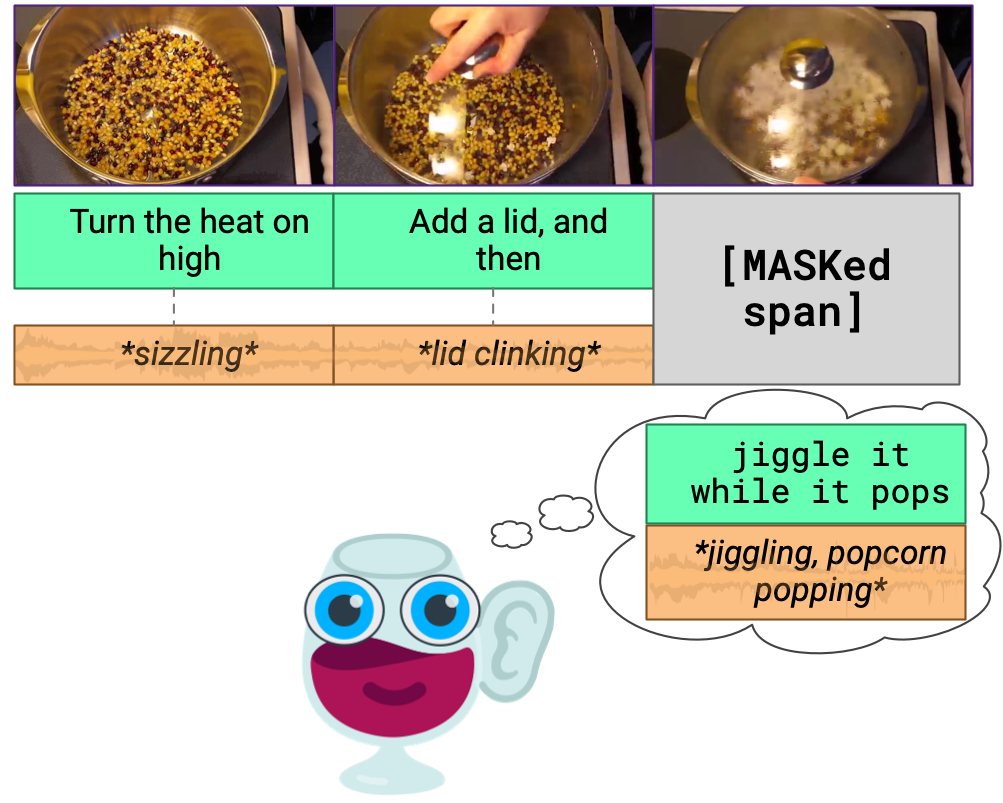 Turn the heat on
high
Add a lid, and
then
[MASKed
span]
*sizzling*
*lid clinking*
jiggle it
while it pops
*jiggling, popcorn
popping*